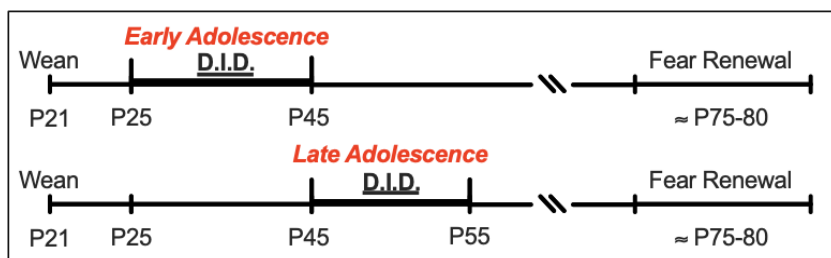 Early Adolescence
Wean D.I.D. Fear Renewal
P21 P25 P45 ≈ P75-80
Late Adolescence
Wean D.I.D. Fear Renewal
P21 P25 P45 P55 ≈ P75-80